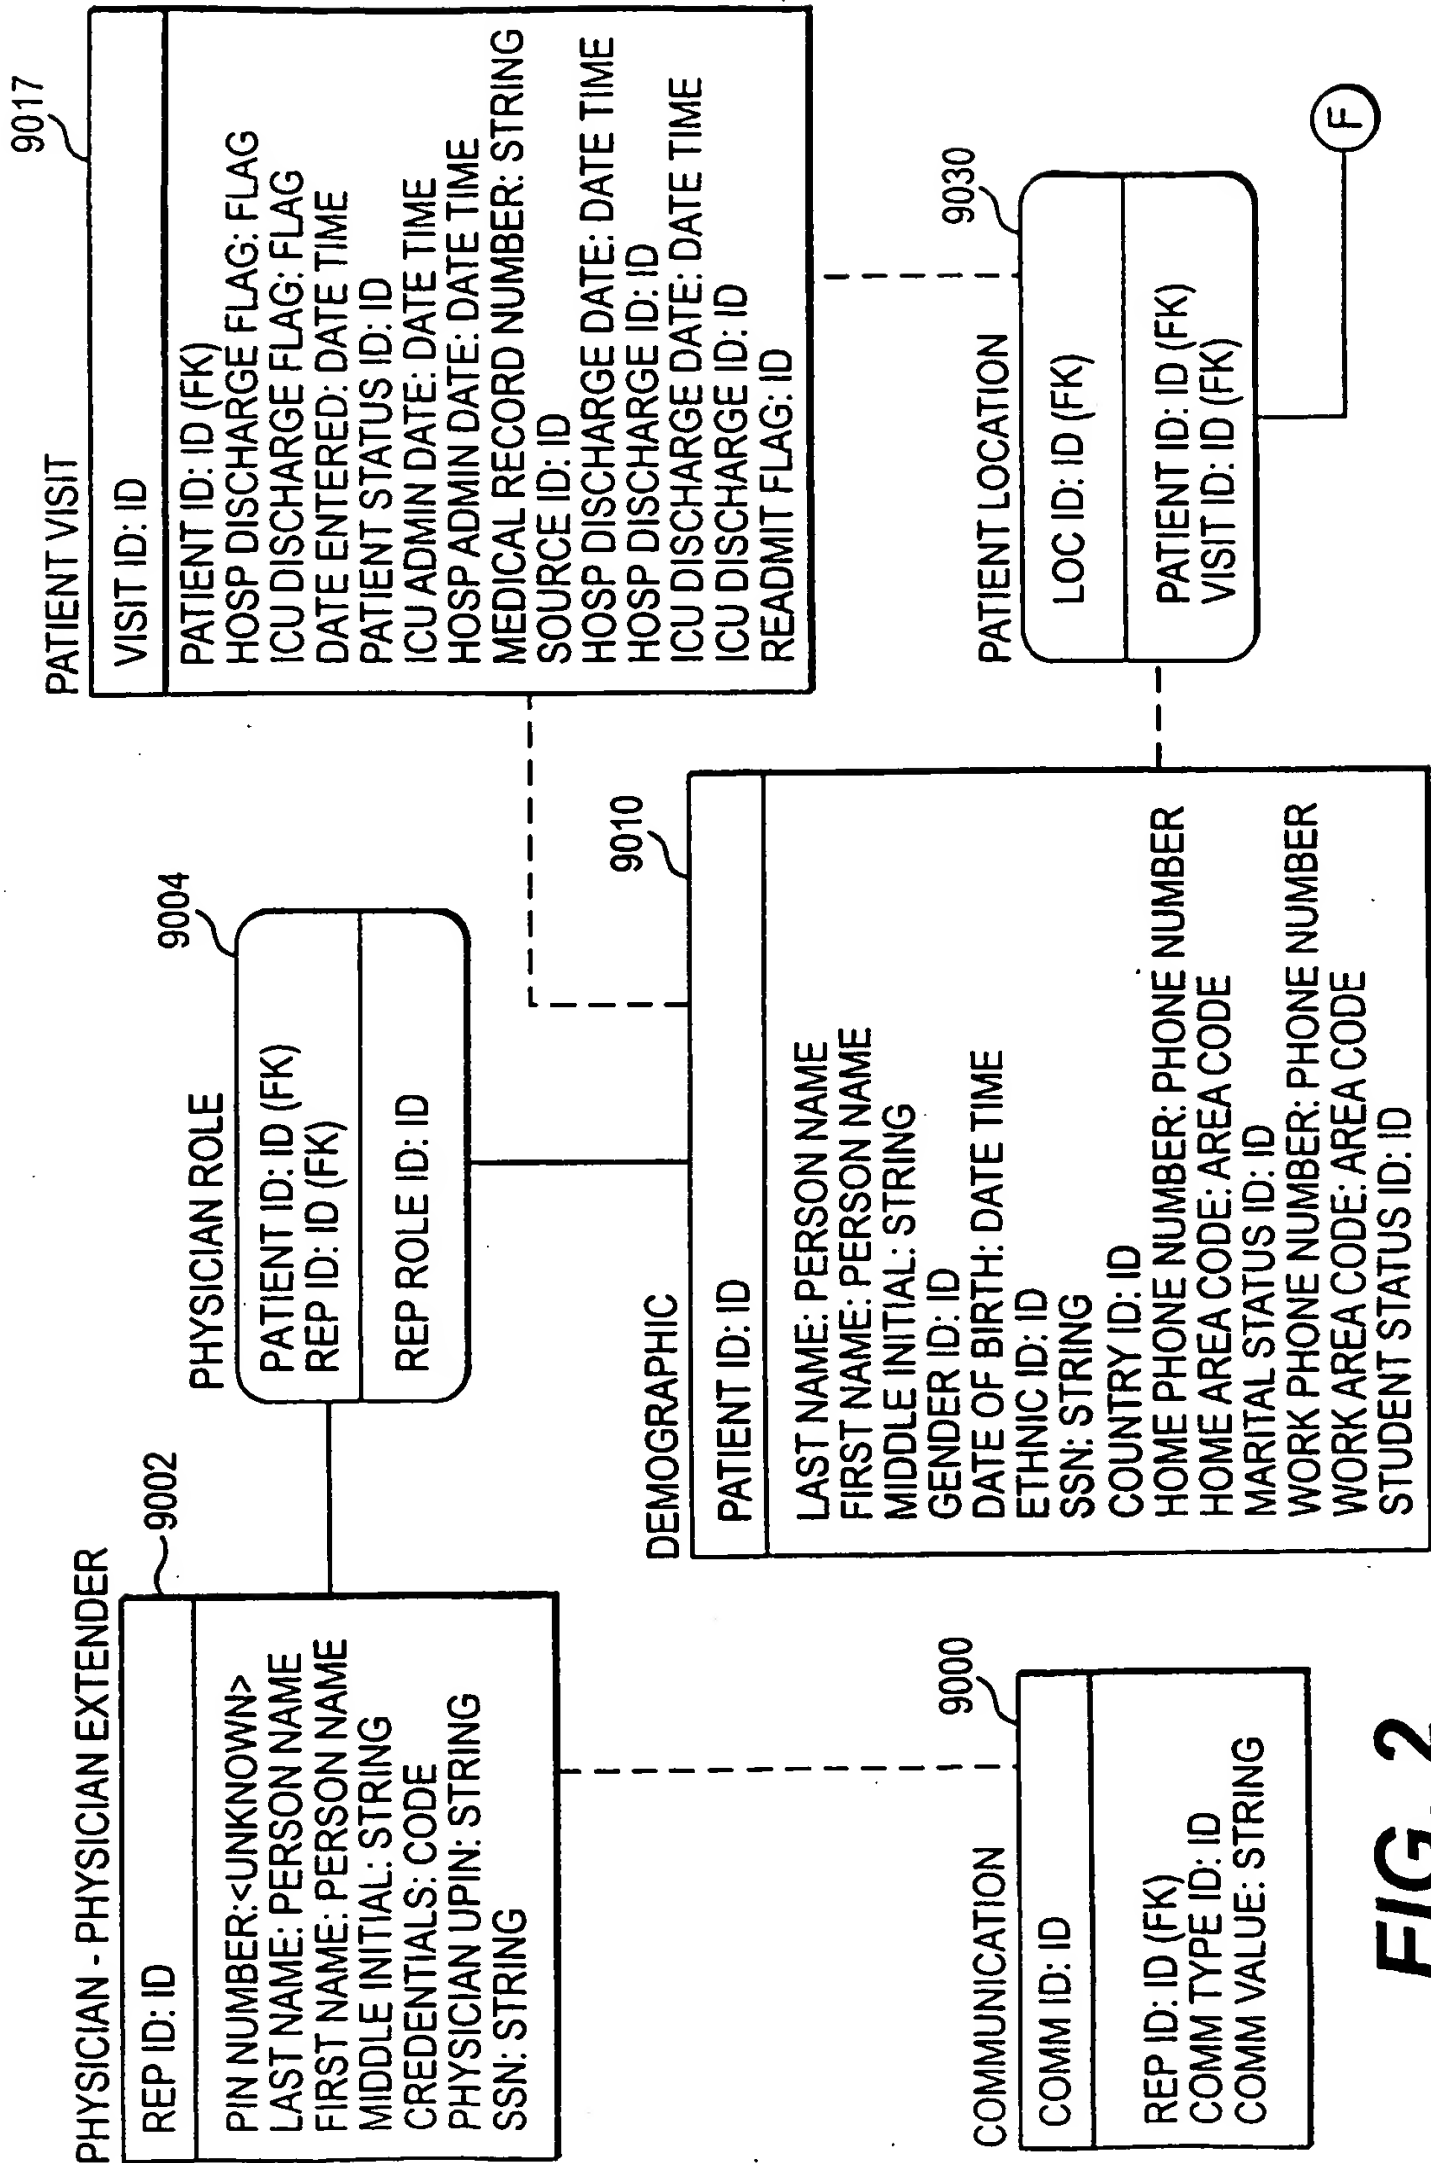 PHYSICIAN - PHYSICIAN EXTENDER
9002
REP ID: ID
PIN NUMBER:<UNKNOWN>
LAST NAME: PERSON NAME
FIRST NAME: PERSON NAME
MIDDLE INITIAL: STRING
CREDENTIALS: CODE
PHYSICIAN UPIN: STRING
SSN: STRING
PHYSICIAN ROLE
9004
PATIENT ID: ID (FK)
REP ID: ID (FK)
REP ROLE ID: ID
PATIENT VISIT
9017
VISIT ID: ID
PATIENT ID: ID (FK)
HOSP DISCHARGE FLAG: FLAG
ICU DISCHARGE FLAG: FLAG
DATE ENTERED: DATE TIME
PATIENT STATUS ID: ID
ICU ADMIN DATE: DATE TIME
HOSP ADMIN DATE: DATE TIME
MEDICAL RECORD NUMBER: STRING
SOURCE ID: ID
HOSP DISCHARGE DATE: DATE TIME
HOSP DISCHARGE ID: ID
ICU DISCHARGE DATE: DATE TIME
ICU DISCHARGE ID: ID
READMIT FLAG: ID
DEMOGRAPHIC
9010
PATIENT ID: ID
LAST NAME: PERSON NAME
FIRST NAME: PERSON NAME
MIDDLE INITIAL: STRING
GENDER ID: ID
DATE OF BIRTH: DATE TIME
ETHNIC ID: ID
SSN: STRING
COUNTRY ID: ID
HOME PHONE NUMBER: PHONE NUMBER
HOME AREA CODE: AREA CODE
MARITAL STATUS ID: ID
WORK PHONE NUMBER: PHONE NUMBER
WORK AREA CODE: AREA CODE
STUDENT STATUS ID: ID
COMMUNICATION
9000
COMM ID: ID
REP ID: ID (FK)
COMM TYPE ID: ID
COMM VALUE: STRING
PATIENT LOCATION
9030
LOC ID: ID (FK)
PATIENT ID: ID (FK)
VISIT ID: ID (FK)
F
FIG. 2